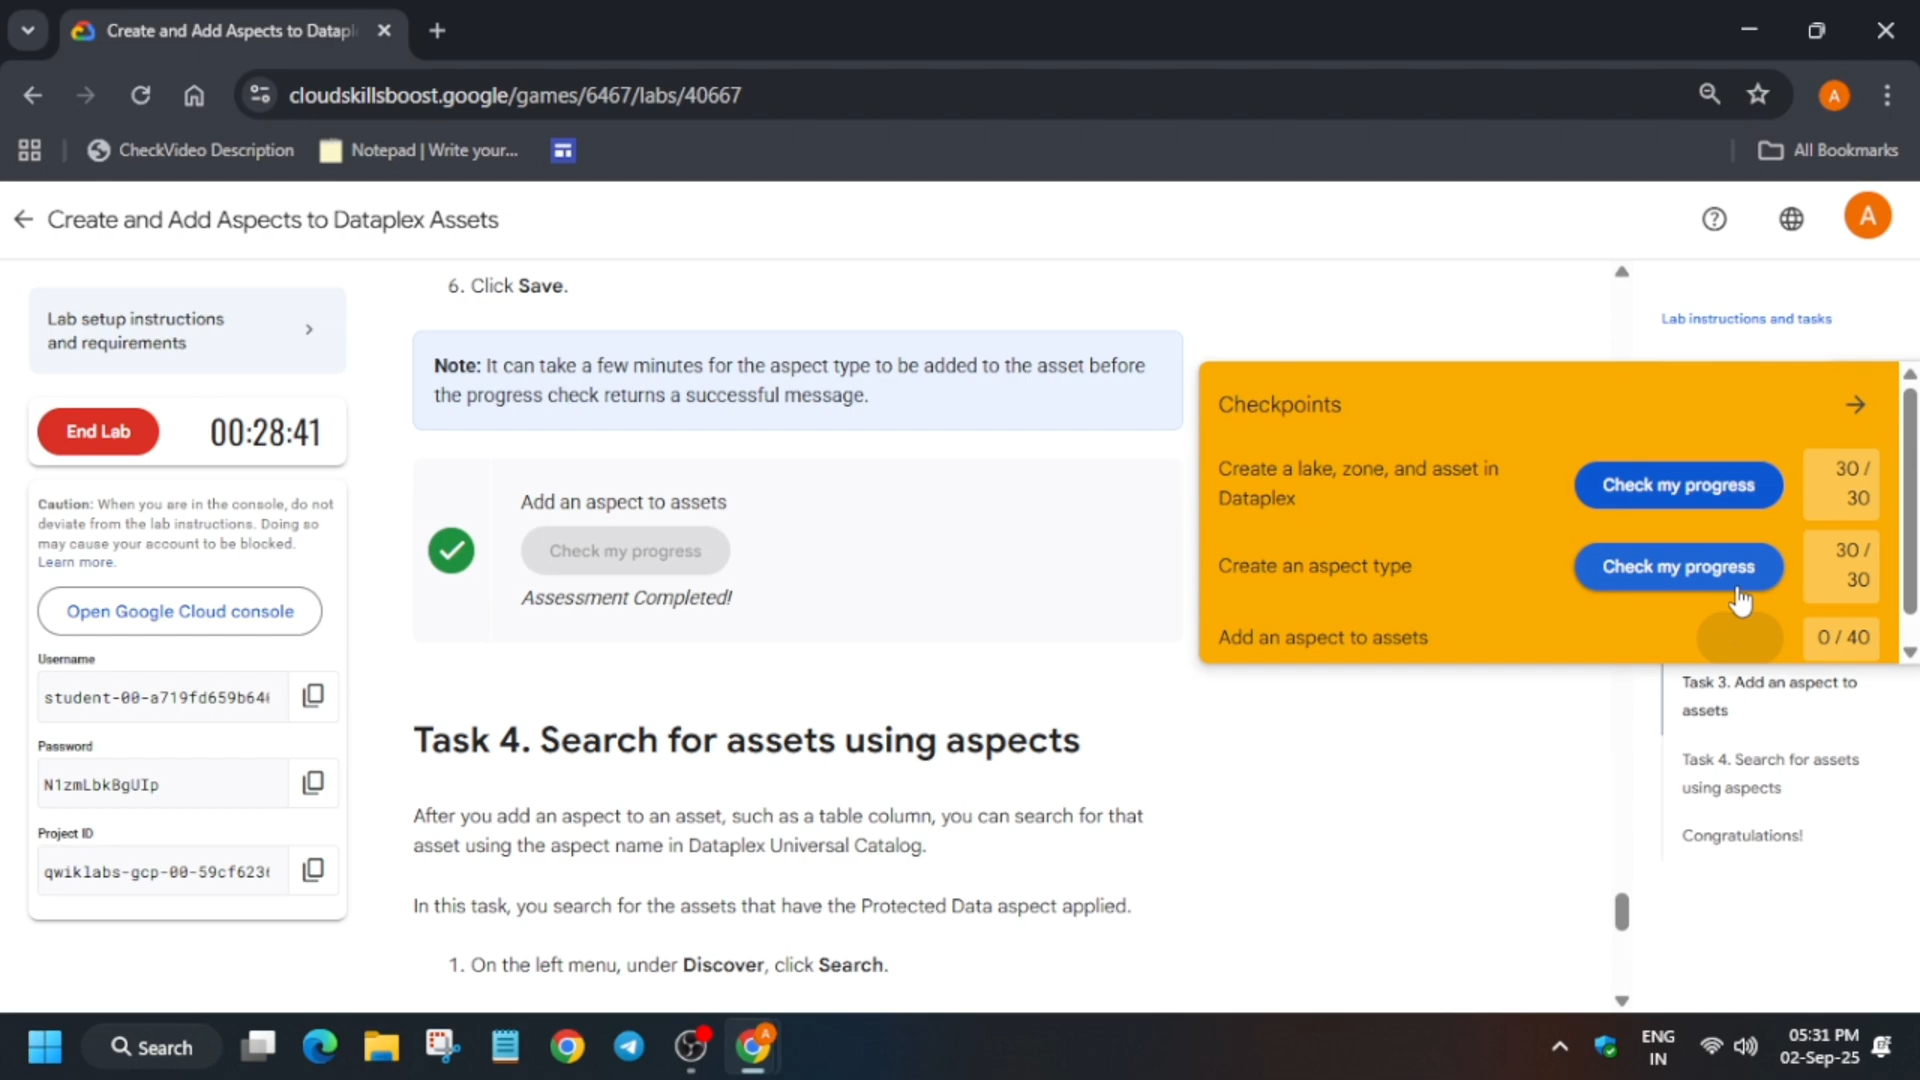 Create and Add Aspects to Datapl
cloudskillsboost.google/games/6467/labs/40667
A
CheckVideo Description
Notepad | Write your...
All Bookmarks
Create and Add Aspects to Dataplex Assets
A
Lab setup instructions
and requirements
End Lab
00:28:41
Caution: When you are in the console, do not
deviate from the lab instructions. Doing so
may cause your account to be blocked.
Learn more.
Open Google Cloud console
Username
student-00-a719fd659b640
Password
N1zmLbkBgUIp
Project ID
qwiklabs-gcp-00-59cf6236
6. Click Save.
Note: It can take a few minutes for the aspect type to be added to the asset before
the progress check returns a successful message.
Add an aspect to assets
Check my progress
Assessment Completed!
Task 4. Search for assets using aspects
After you add an aspect to an asset, such as a table column, you can search for that
asset using the aspect name in Dataplex Universal Catalog.
In this task, you search for the assets that have the Protected Data aspect applied.
1. On the left menu, under Discover, click Search.
Lab instructions and tasks
Checkpoints
Create a lake, zone, and asset in
Dataplex
Check my progress
30 /
30
Create an aspect type
Check my progress
30 /
30
Add an aspect to assets
0 / 40
Task 3. Add an aspect to
assets
Task 4. Search for assets
using aspects
Congratulations!
Search
A
ENG
IN
05:31 PM
02-Sep-25